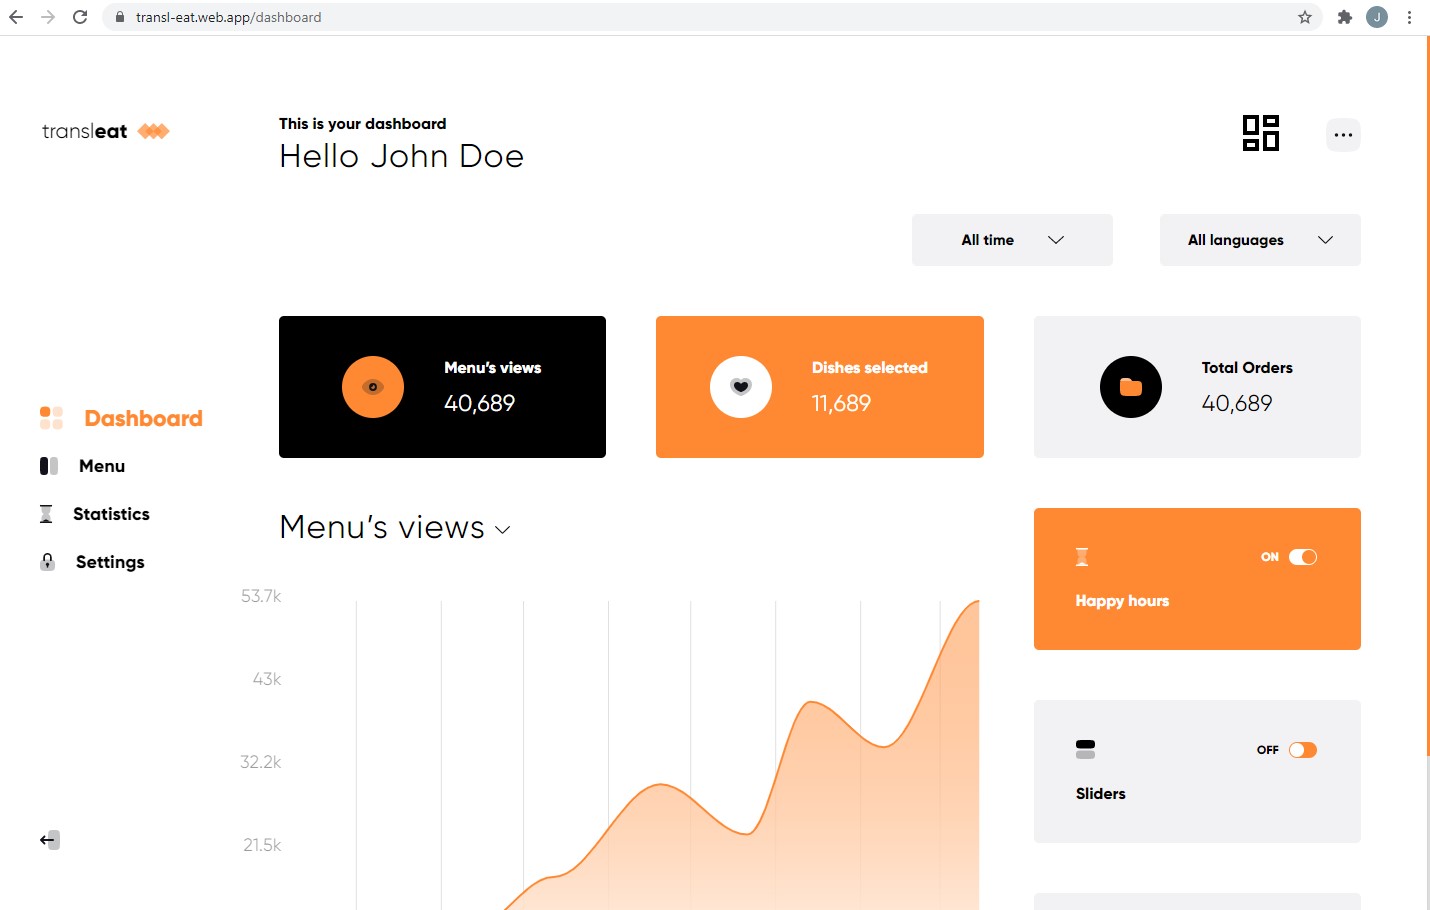 transl-eat.web.app/dashboard
J
transleat
This is your dashboard
Hello John Doe
All time
All languages
Menu’s views
40,689
Dishes selected
11,689
Total Orders
40,689
Dashboard
Menu
Statistics
Settings
Menu’s views
53.7k
43k
32.2k
21.5k
ON
Happy hours
OFF
Sliders